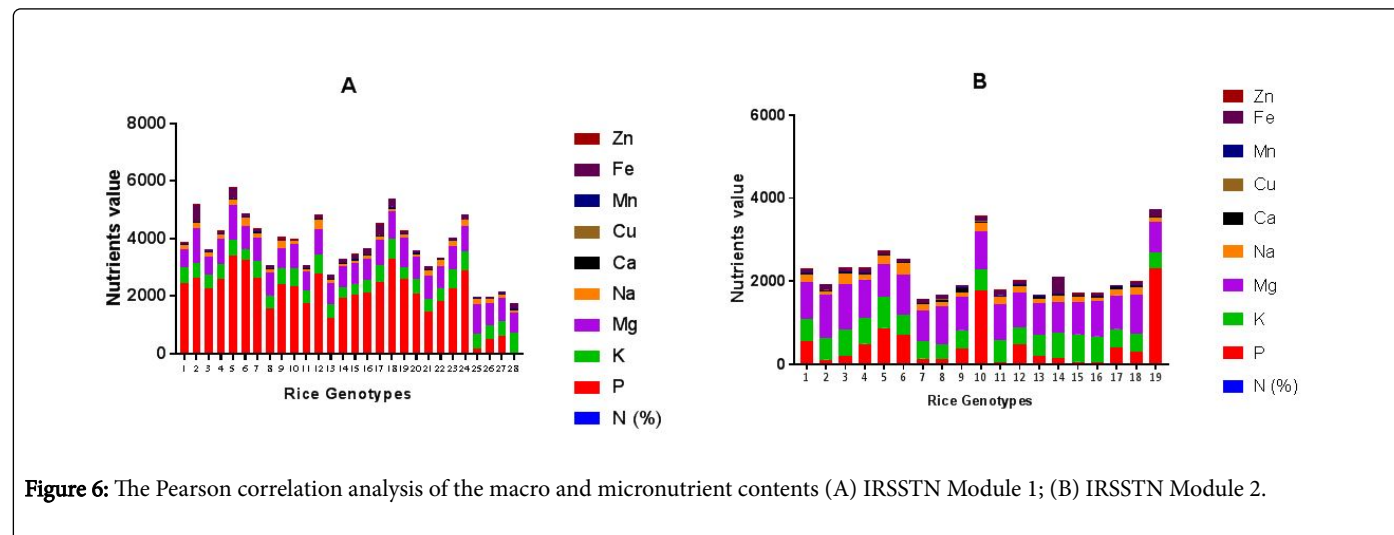 A
Nutrients value
8000
6000
4000
2000
0
1 2 3 4 5 6 7 8 9 10 11 12 13 14 15 16 17 18 19 20 21 22 23 24 25 26 27 28
Rice Genotypes
Zn
Fe
Mn
Cu
Ca
Na
Mg
K
P
N (%)
B
Nutrients value
6000
4000
2000
0
1 2 3 4 5 6 7 8 9 10 11 12 13 14 15 16 17 18 19
Rice Genotypes
Zn
Fe
Mn
Cu
Ca
Na
Mg
K
P
N (%)
Figure 6: The Pearson correlation analysis of the macro and micronutrient contents (A) IRSSTN Module 1; (B) IRSSTN Module 2.